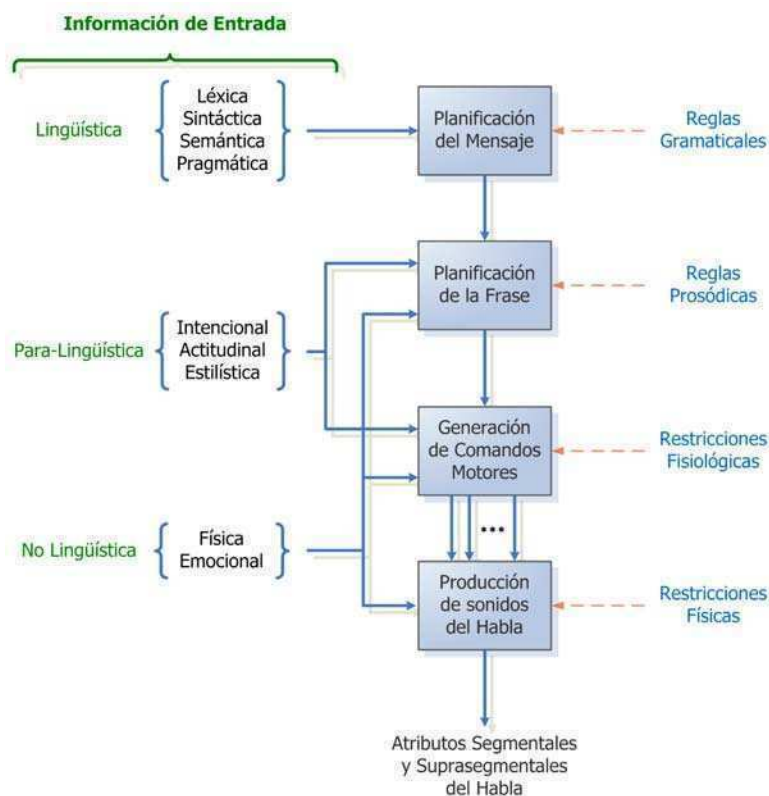 Información de Entrada
Lingüística
Léxica
Sintáctica
Semántica
Pragmática
Planificación
del Mensaje
Reglas
Gramaticales
Planificación
de la Frase
Reglas
Prosódicas
Para-Lingüística
Intencional
Actitudinal
Estilística
Generación
de Comandos
Motores
Restricciones
Fisiológicas
No Lingüística
Física
Emocional
...
Producción
de sonidos
del Habla
Restricciones
Físicas
Atributos Segmentales
y Suprasegmentales
del Habla